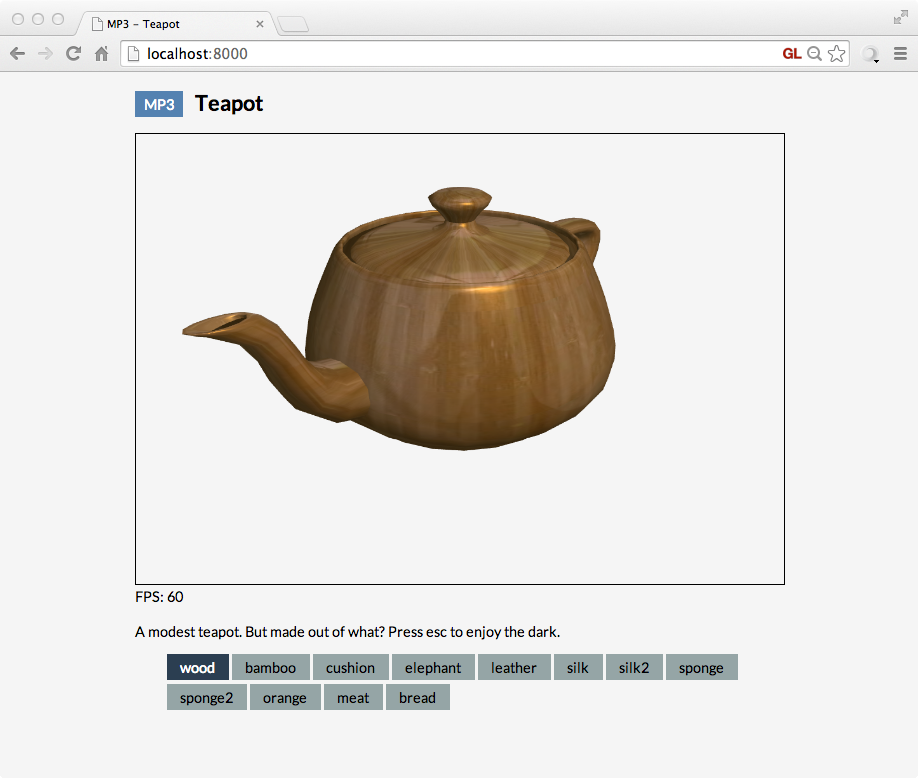 MP3 – Teapot
localhost:8000
GL
MP3 Teapot
FPS: 60
A modest teapot. But made out of what? Press esc to enjoy the dark.
wood bamboo cushion elephant leather silk silk2 sponge
sponge2 orange meat bread